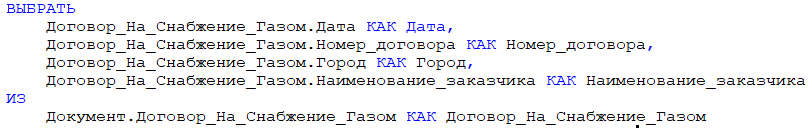 ВЫБРАТЬ
Договор_На_Снабжение_Газом.Дата КАК Дата,
Договор_На_Снабжение_Газом.Номер_договора КАК Номер_договора,
Договор_На_Снабжение_Газом.Город КАК Город,
Договор_На_Снабжение_Газом.Наименование_заказчика КАК Наименование_заказчика
ИЗ
Документ.Договор_На_Снабжение_Газом КАК Договор_На_Снабжение_Газом